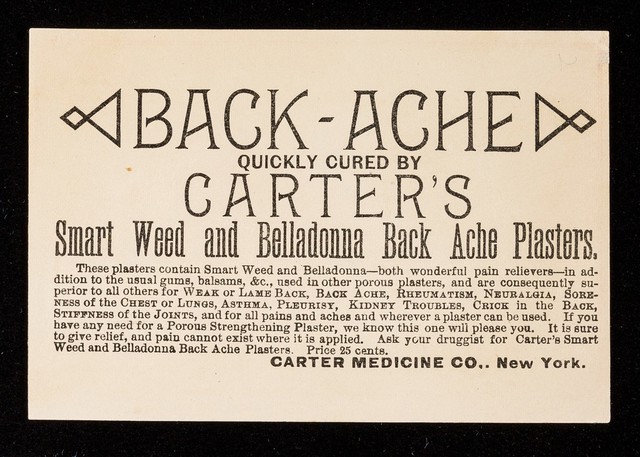 BACK-ACHE
QUICKLY CURED BY
CARTER'S
Smart Weed and Belladonna Back Ache Plasters.
These plasters contain Smart Weed and Belladonna—both wonderful pain relievers—in ad-
dition to the usual gums, balsams, &c., used in other porous plasters, and are consequently su-
perior to all others for WEAK OR LAME BACK, BACK ACHE, RHEUMATISM, NEURALGIA, SORE-
NESS of the CHEST OR LUNGS, ASTHMA, PLEURISY, KIDNEY TROUBLES, CRICK in the BACK,
STIFFNESS of the JOINTS, and for all pains and aches and wherever a plaster can be used. If you
have any need for a Porous Strengthening Plaster, we know this one will please you. It is sure
to give relief, and pain cannot exist where it is applied. Ask your druggist for Carter's Smart
Weed and Belladonna Back Ache Plasters. Price 25 cents.
CARTER MEDICINE CO,. New York.